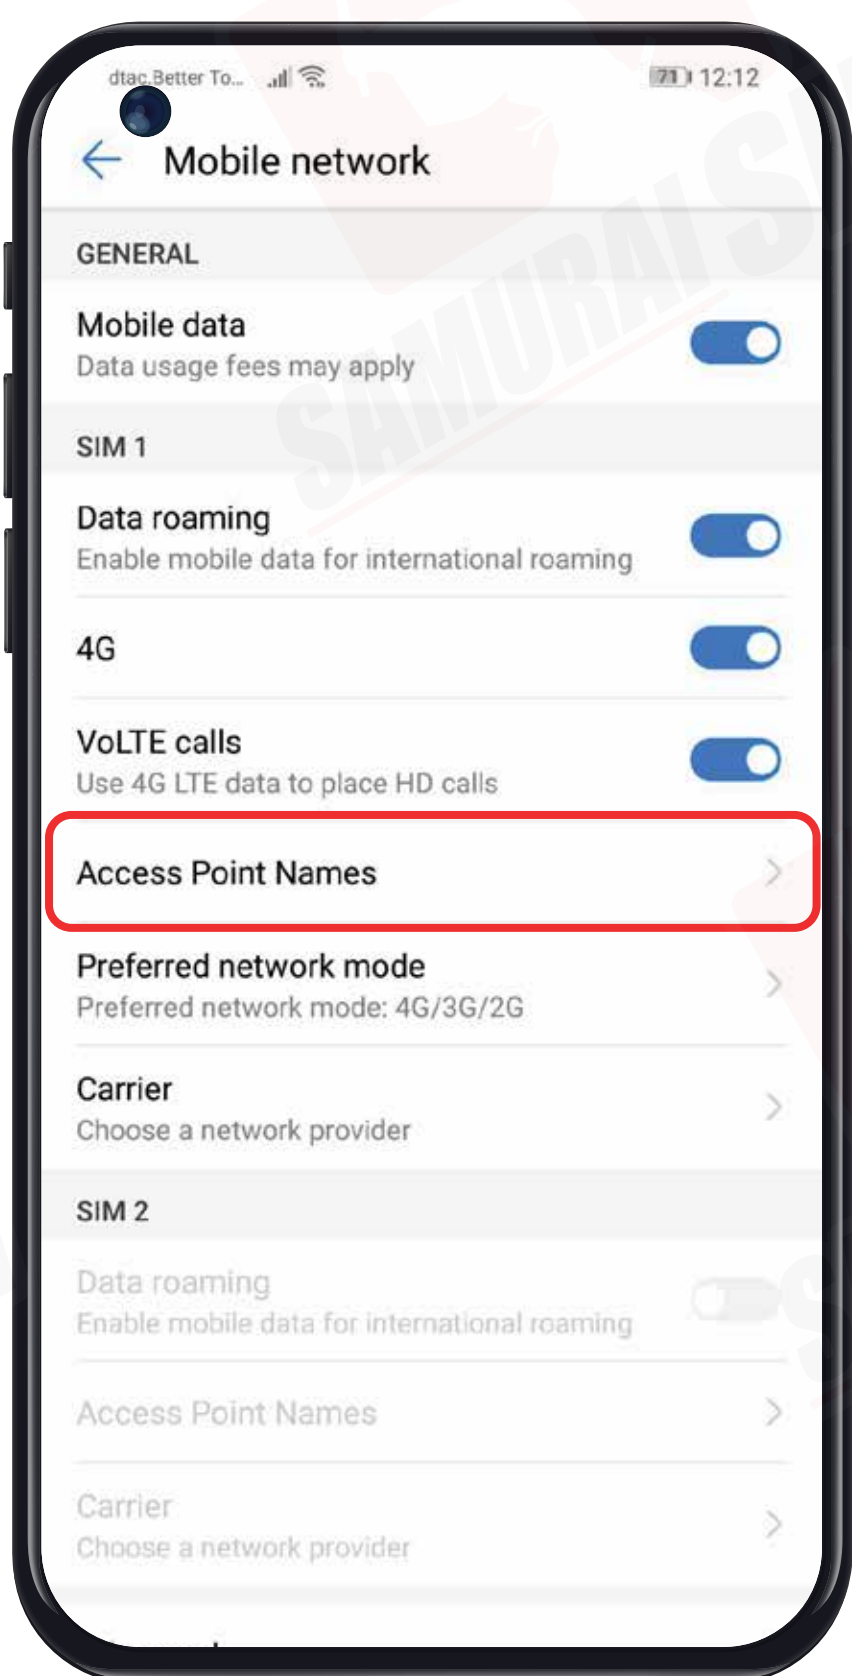 dtac.Better To...
71 12:12
Mobile network
GENERAL
Mobile data
Data usage fees may apply
SIM 1
Data roaming
Enable mobile data for international roaming
4G
VoLTE calls
Use 4G LTE data to place HD calls
Access Point Names
Preferred network mode
Preferred network mode: 4G/3G/2G
Carrier
Choose a network provider
SIM 2
Data roaming
Enable mobile data for international roaming
Access Point Names
Carrier
Choose a network provider
SAMURAI S